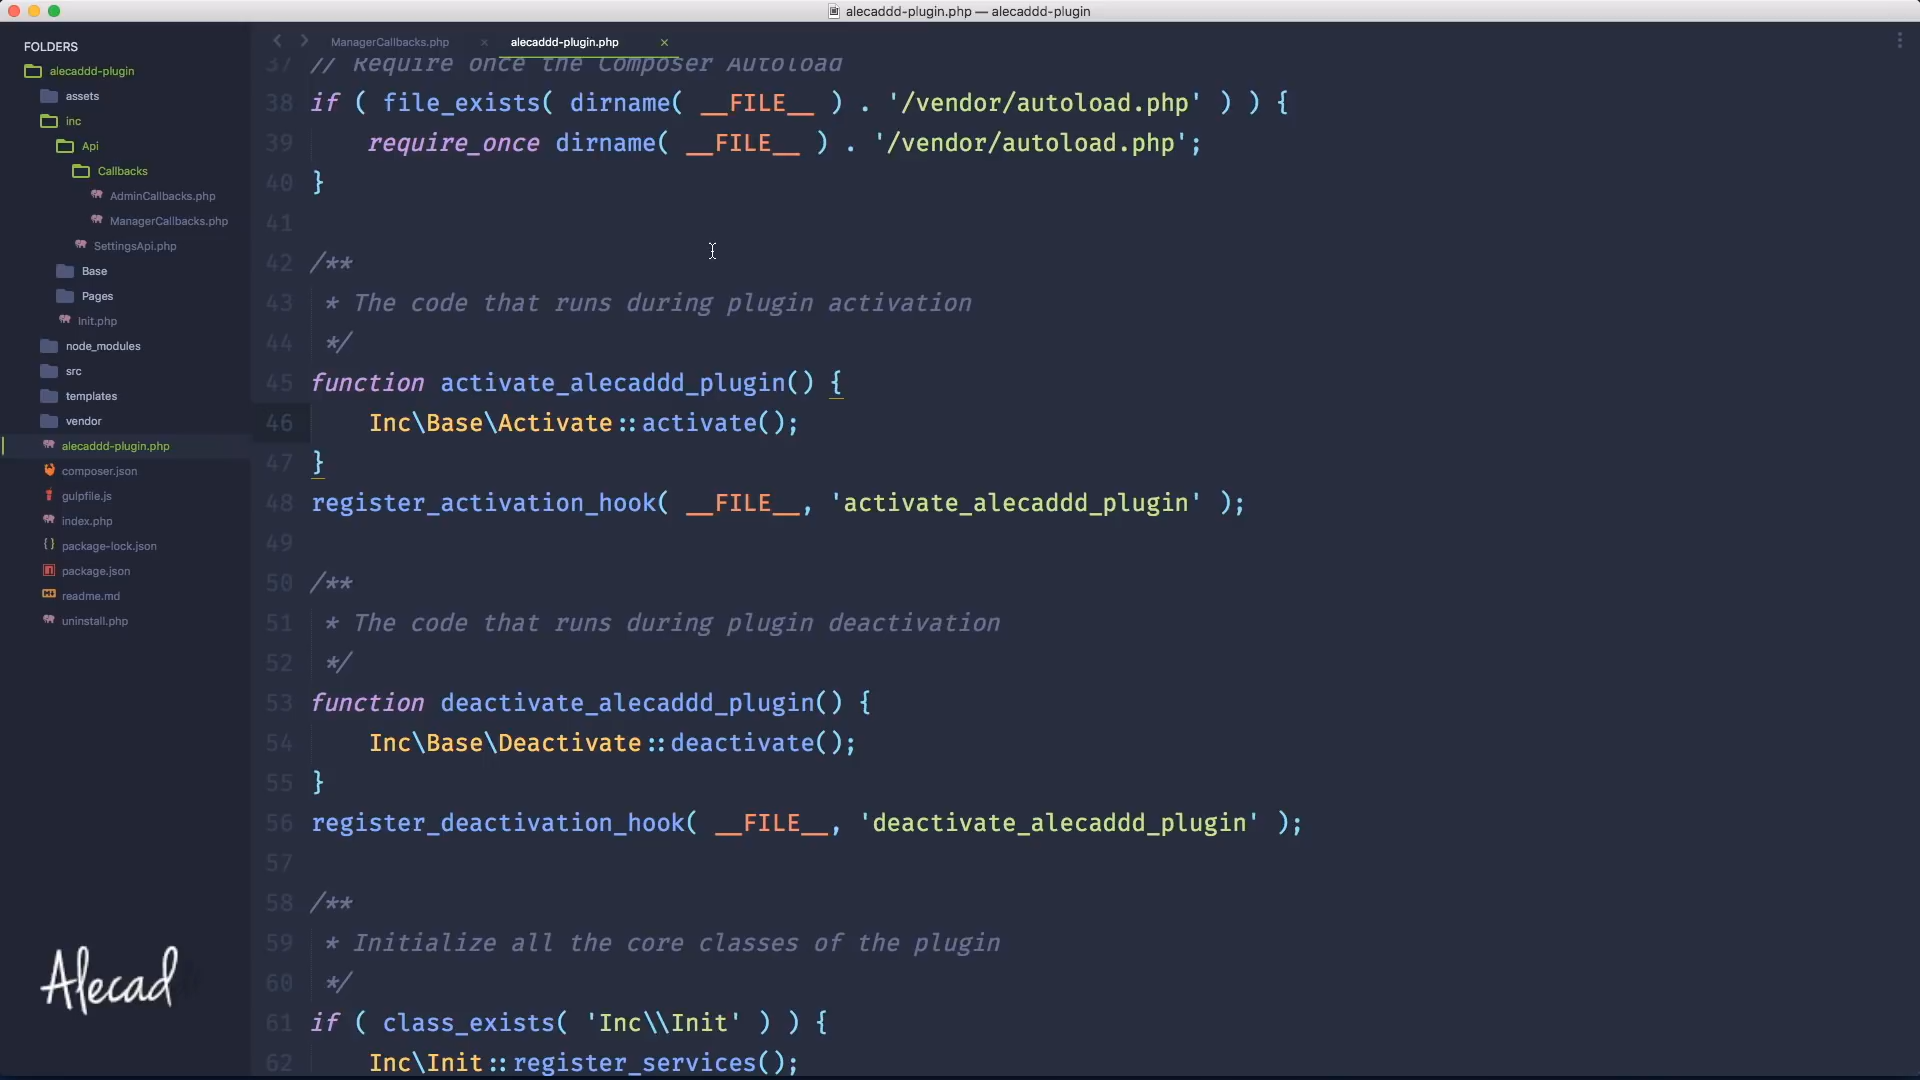 alecaddd-plugin.php — alecaddd-plugin
FOLDERS
alecaddd-plugin
assets
inc
Api
Callbacks
AdminCallbacks.php
ManagerCallbacks.php
SettingsApi.php
Base
Pages
Init.php
node_modules
src
templates
vendor
alecaddd-plugin.php
composer.json
gulpfile.js
index.php
package-lock.json
package.json
readme.md
uninstall.php
Alecad
ManagerCallbacks.php
alecaddd-plugin.php
37 // Require once the Composer Autoload
38 if ( file_exists( dirname( __FILE__ ) . '/vendor/autoload.php' ) ) {
39 require_once dirname( __FILE__ ) . '/vendor/autoload.php';
40 }
41
42 /**
43 * The code that runs during plugin activation
44 */
45 function activate_alecaddd_plugin() {
46 Inc\Base\Activate::activate();
47 }
48 register_activation_hook( __FILE__, 'activate_alecaddd_plugin' );
49
50 /**
51 * The code that runs during plugin deactivation
52 */
53 function deactivate_alecaddd_plugin() {
54 Inc\Base\Deactivate::deactivate();
55 }
56 register_deactivation_hook( __FILE__, 'deactivate_alecaddd_plugin' );
57
58 /**
59 * Initialize all the core classes of the plugin
60 */
61 if ( class_exists( 'Inc\\Init' ) ) {
62 Inc\Init::register_services();